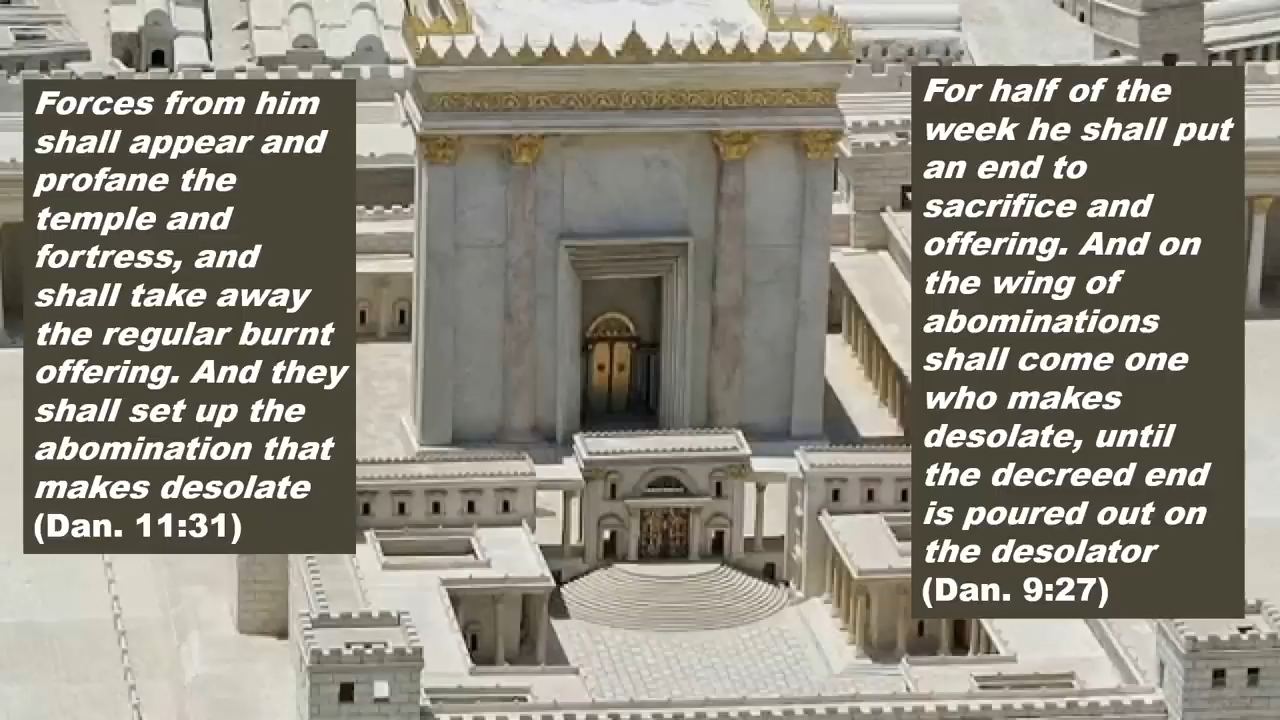 Forces from him
shall appear and
profane the
temple and
fortress, and
shall take away
the regular burnt
offering. And they
shall set up the
abomination that
makes desolate
(Dan. 11:31)
For half of the
week he shall put
an end to
sacrifice and
offering. And on
the wing of
abominations
shall come one
who makes
desolate, until
the decreed end
is poured out on
the desolator
(Dan. 9:27)